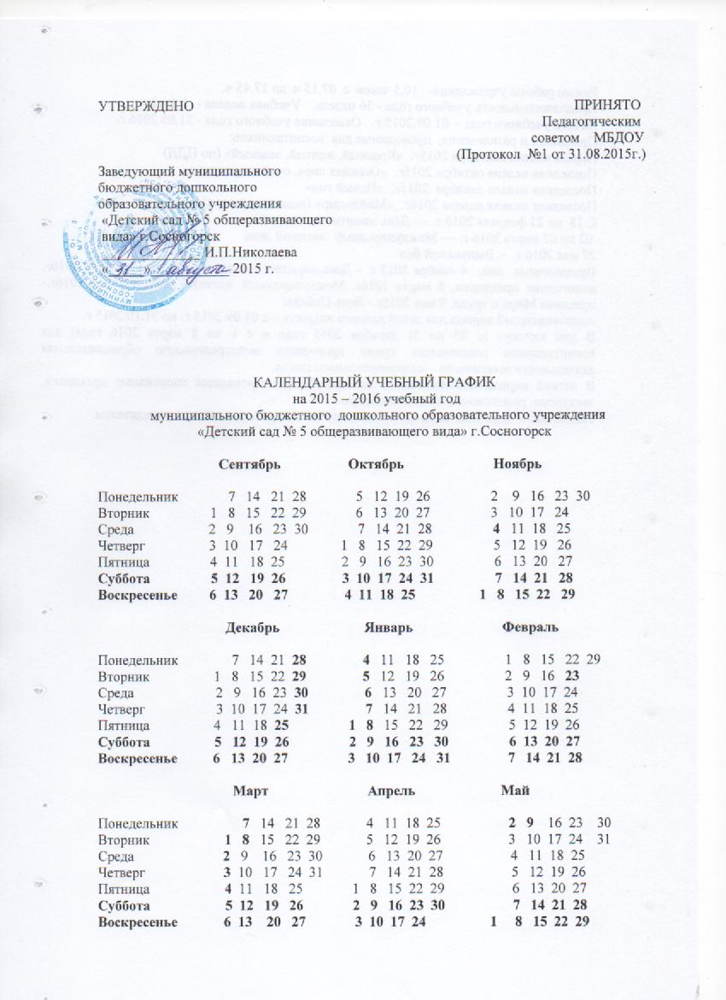 УТВЕРЖДЕНО
ПРИНЯТО
Педагогическим
советом МБДОУ
(Протокол №1 от 31.08.2015г.)
Заведующий муниципального
бюджетного дошкольного
образовательного учреждения
«Детский сад № 5 общеразвивающего
вида» г.Сосногорск
И.П.Николаева
« 31 » августа 2015 г.
КАЛЕНДАРНЫЙ УЧЕБНЫЙ ГРАФИК
на 2015 – 2016 учебный год
муниципального бюджетного дошкольного образовательного учреждения
«Детский сад № 5 общеразвивающего вида» г.Сосногорск
Сентябрь Октябрь Ноябрь
Понедельник 7 14 21 28 5 12 19 26 2 9 16 23 30
Вторник 1 8 15 22 29 6 13 20 27 3 10 17 24
Среда 2 9 16 23 30 7 14 21 28 4 11 18 25
Четверг 3 10 17 24 1 8 15 22 29 5 12 19 26
Пятница 4 11 18 25 2 9 16 23 30 6 13 20 27
Суббота 5 12 19 26 3 10 17 24 31 7 14 21 28
Воскресенье 6 13 20 27 4 11 18 25 1 8 15 22 29
Декабрь Январь Февраль
Понедельник 7 14 21 28 4 11 18 25 1 8 15 22 29
Вторник 1 8 15 22 29 5 12 19 26 2 9 16 23
Среда 2 9 16 23 30 6 13 20 27 3 10 17 24
Четверг 3 10 17 24 31 7 14 21 28 4 11 18 25
Пятница 4 11 18 25 1 8 15 22 29 5 12 19 26
Суббота 5 12 19 26 2 9 16 23 30 6 13 20 27
Воскресенье 6 13 20 27 3 10 17 24 31 7 14 21 28
Март Апрель Май
Понедельник 7 14 21 28 4 11 18 25 2 9 16 23 30
Вторник 1 8 15 22 29 5 12 19 26 3 10 17 24 31
Среда 2 9 16 23 30 6 13 20 27 4 11 18 25
Четверг 3 10 17 24 31 7 14 21 28 5 12 19 26
Пятница 4 11 18 25 1 8 15 22 29 6 13 20 27
Суббота 5 12 19 26 2 9 16 23 30 7 14 21 28
Воскресенье 6 13 20 27 3 10 17 24 1 8 15 22 29